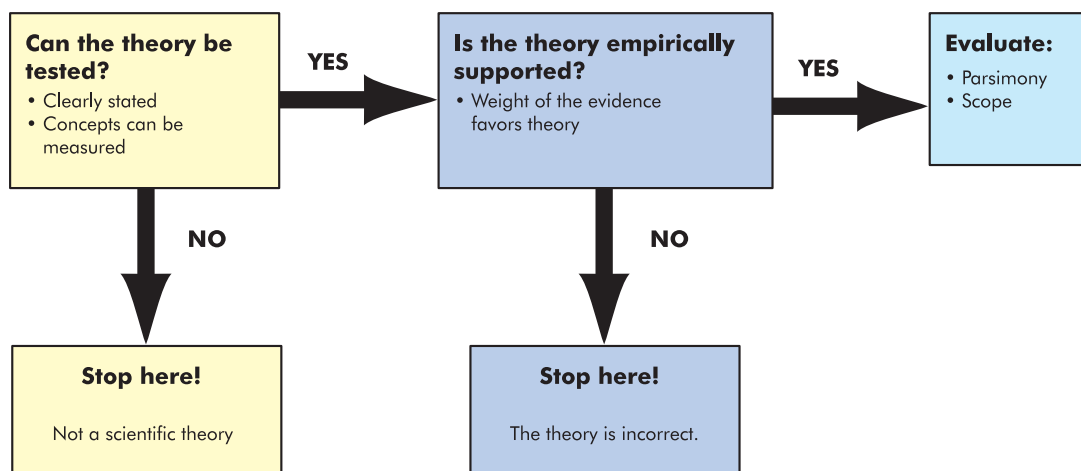 Can the theory be
tested?
• Clearly stated
• Concepts can be
measured
YES
Is the theory empirically
supported?
• Weight of the evidence
favors theory
YES
Evaluate:
• Parsimony
• Scope
NO
NO
Stop here!
Not a scientific theory
Stop here!
The theory is incorrect.